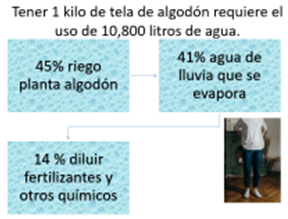 Tener 1 kilo de tela de algodón requiere el
uso de 10,800 litros de agua.
45% riego
planta algodón
41% agua de
lluvia que se
evapora
14 % diluir
fertilizantes y
otros químicos